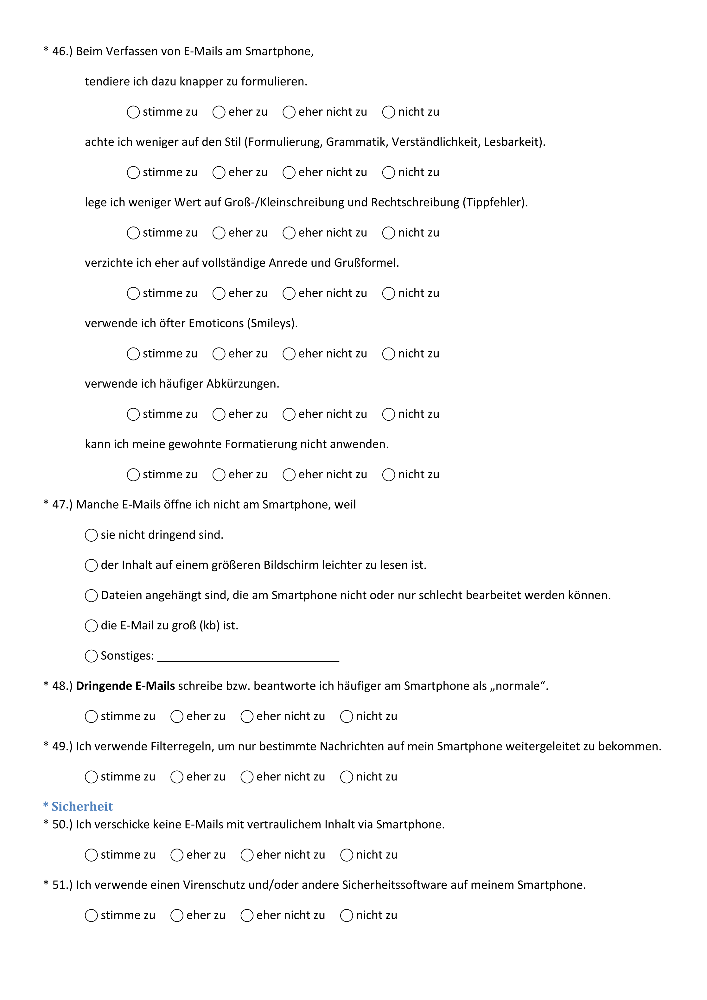 * 46.) Beim Verfassen von E-Mails am Smartphone,
tendiere ich dazu knapper zu formulieren.
◯ stimme zu ◯ eher zu ◯ eher nicht zu ◯ nicht zu
achte ich weniger auf den Stil (Formulierung, Grammatik, Verständlichkeit, Lesbarkeit).
◯ stimme zu ◯ eher zu ◯ eher nicht zu ◯ nicht zu
lege ich weniger Wert auf Groß-/Kleinschreibung und Rechtschreibung (Tippfehler).
◯ stimme zu ◯ eher zu ◯ eher nicht zu ◯ nicht zu
verzichte ich eher auf vollständige Anrede und Grußformel.
◯ stimme zu ◯ eher zu ◯ eher nicht zu ◯ nicht zu
verwende ich öfter Emoticons (Smileys).
◯ stimme zu ◯ eher zu ◯ eher nicht zu ◯ nicht zu
verwende ich häufiger Abkürzungen.
◯ stimme zu ◯ eher zu ◯ eher nicht zu ◯ nicht zu
kann ich meine gewohnte Formatierung nicht anwenden.
◯ stimme zu ◯ eher zu ◯ eher nicht zu ◯ nicht zu
* 47.) Manche E-Mails öffne ich nicht am Smartphone, weil
◯ sie nicht dringend sind.
◯ der Inhalt auf einem größeren Bildschirm leichter zu lesen ist.
◯ Dateien angehängt sind, die am Smartphone nicht oder nur schlecht bearbeitet werden können.
◯ die E-Mail zu groß (kb) ist.
◯ Sonstiges: ____________________________
* 48.) Dringende E-Mails schreibe bzw. beantworte ich häufiger am Smartphone als „normale“.
◯ stimme zu ◯ eher zu ◯ eher nicht zu ◯ nicht zu
* 49.) Ich verwende Filterregeln, um nur bestimmte Nachrichten auf mein Smartphone weitergeleitet zu bekommen.
◯ stimme zu ◯ eher zu ◯ eher nicht zu ◯ nicht zu
* Sicherheit
* 50.) Ich verschicke keine E-Mails mit vertraulichem Inhalt via Smartphone.
◯ stimme zu ◯ eher zu ◯ eher nicht zu ◯ nicht zu
* 51.) Ich verwende einen Virenschutz und/oder andere Sicherheitssoftware auf meinem Smartphone.
◯ stimme zu ◯ eher zu ◯ eher nicht zu ◯ nicht zu